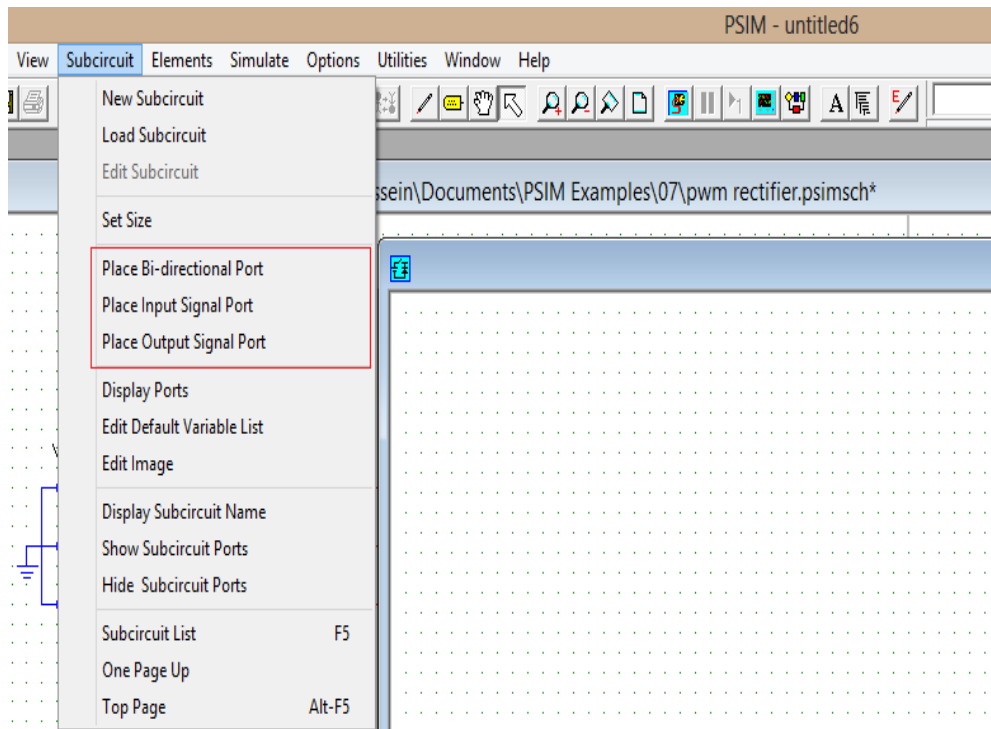 PSIM - untitled6
View Subcircuit Elements Simulate Options Utilities Window Help
New Subcircuit
Load Subcircuit
Edit Subcircuit
ssein\Documents\PSIM Examples\07\pwm rectifier.psimsch*
Set Size
Place Bi-directional Port
Place Input Signal Port
Place Output Signal Port
Display Ports
Edit Default Variable List
Edit Image
Display Subcircuit Name
Show Subcircuit Ports
Hide Subcircuit Ports
Subcircuit List F5
One Page Up
Top Page Alt-F5